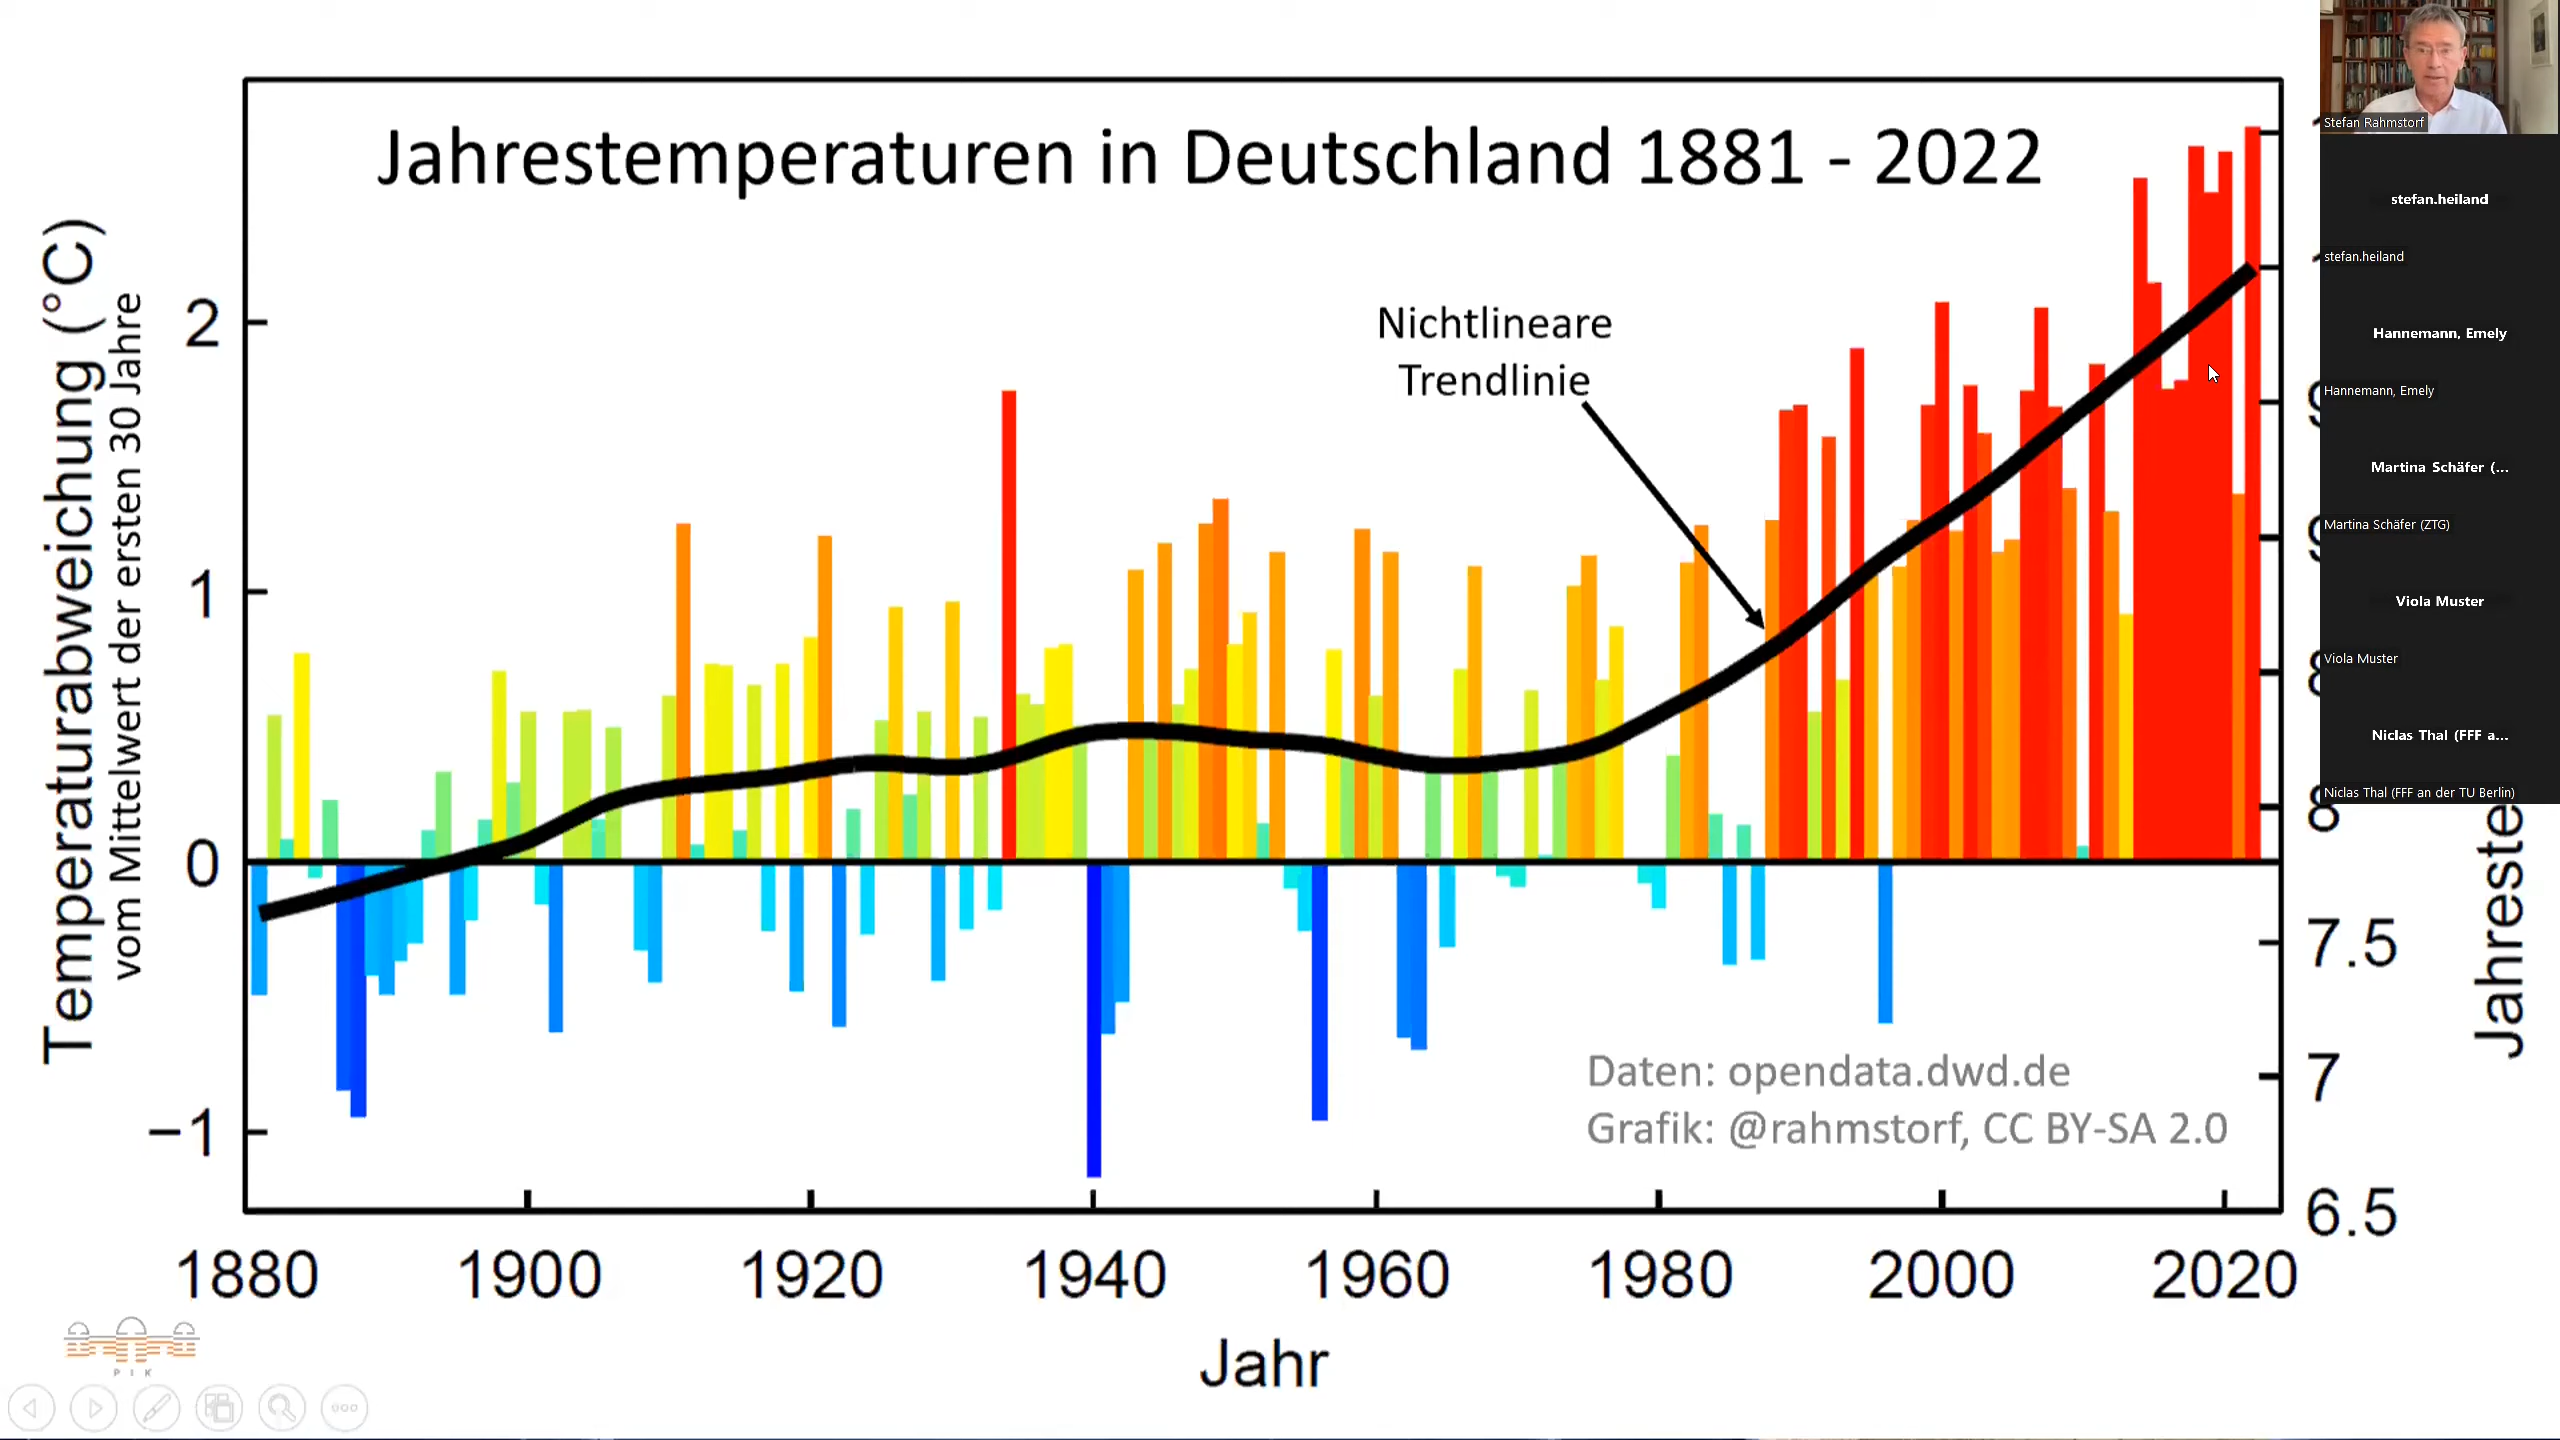 Jahrestemperaturen in Deutschland 1881 - 2022
Temperaturabweichung (°C)
vom Mittelwert der ersten 30 Jahre
2
1
0
−1
Nichtlineare
Trendlinie
Daten: opendata.dwd.de
Grafik: @rahmstorf, CC BY-SA 2.0
8
7.5
7
6.5
Jahreste
1880 1900 1920 1940 1960 1980 2000 2020
Jahr
PIK
Stefan Rahmstorf
stefan.heiland
stefan.heiland
Hannemann, Emely
Hannemann, Emely
Martina Schäfer (...
Martina Schäfer (ZTG)
Viola Muster
Viola Muster
Niclas Thal (FFF a...
Niclas Thal (FFF an der TU Berlin)